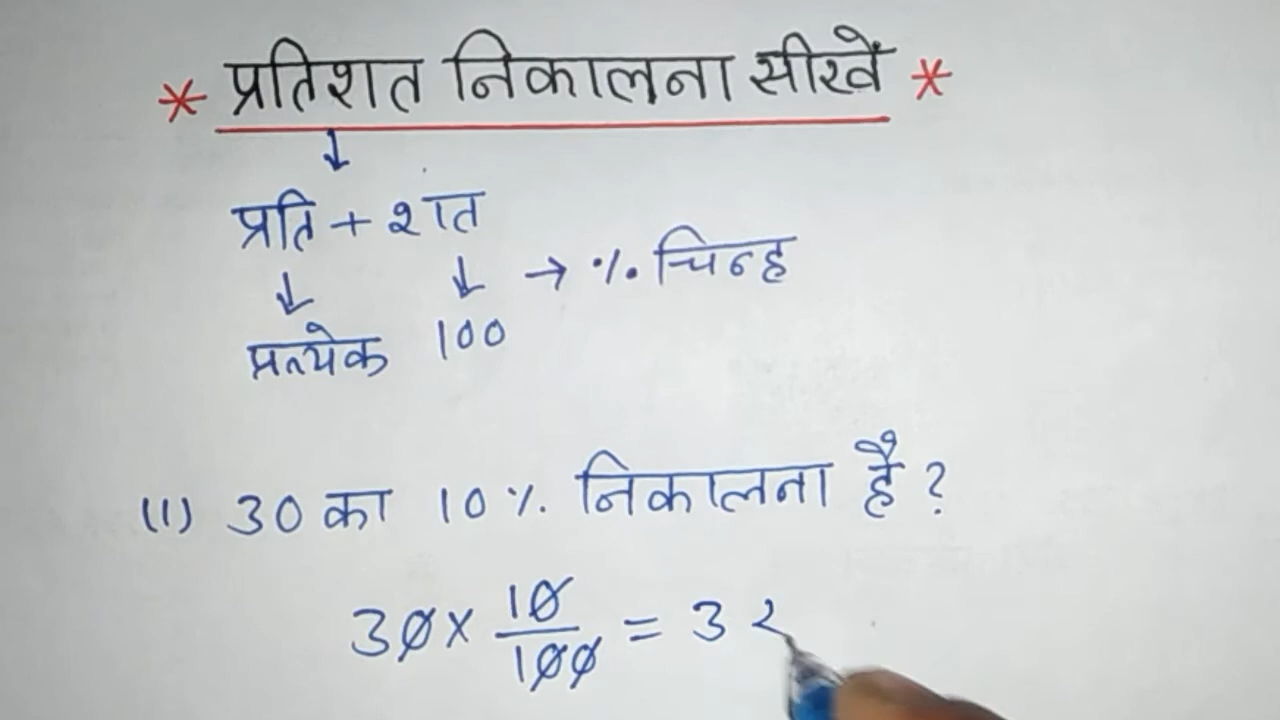 * प्रतिशत निकालना सीखें *
↓
प्रति + शत
↓ ↓ → % चिन्ह
प्रत्येक 100
(1) 30 का 10% निकालना है ?
30 × 10/100 = 3